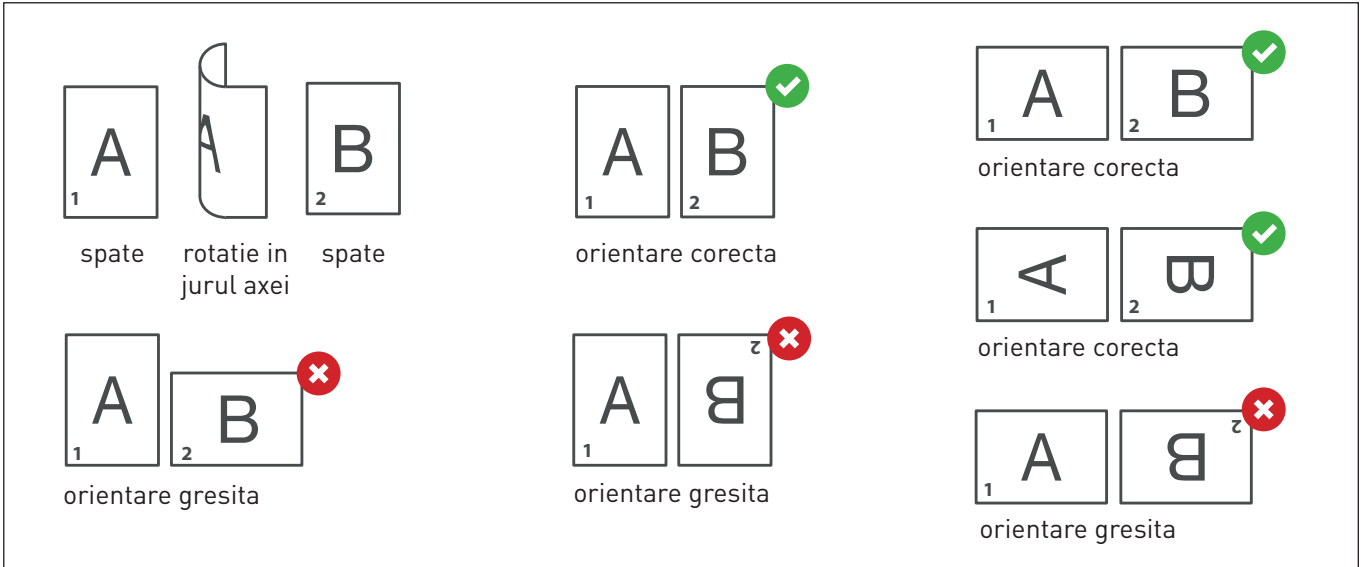 A
1
A
B
2
spate
rotatie in
jurul axei
spate
A
1
B
2
orientare gresita
A
1
B
2
orientare corecta
A
1
B
2
orientare gresita
A
1
B
2
orientare corecta
A
1
B
2
orientare corecta
A
1
B
2
orientare gresita